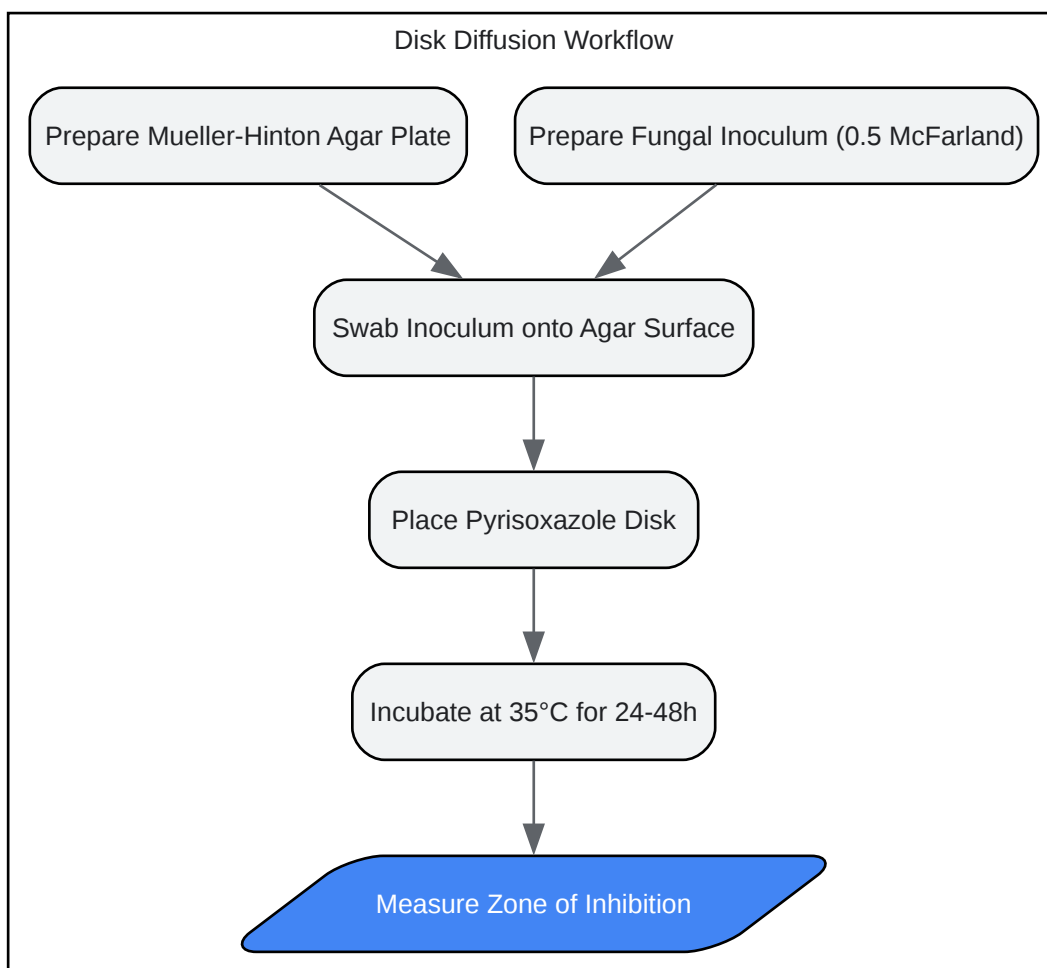 Disk Diffusion Workflow
Prepare Mueller-Hinton Agar Plate
Prepare Fungal Inoculum (0.5 McFarland)
Swab Inoculum onto Agar Surface
Place Pyrisoxazole Disk
Incubate at 35°C for 24-48h
Measure Zone of Inhibition